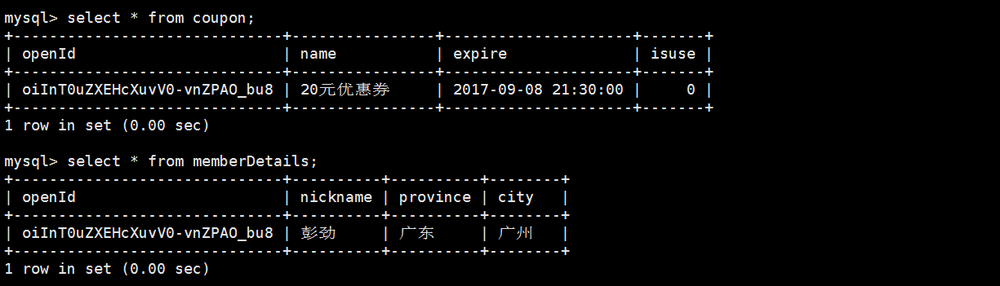 mysql> select * from coupon;
+------------------------------+----------------+---------------------+-------+
| openId                       | name           | expire              | isuse |
+------------------------------+----------------+---------------------+-------+
| oiInT0uZXEHcXuvV0-vnZPAO_bu8 | 20元优惠券     | 2017-09-08 21:30:00 |     0 |
+------------------------------+----------------+---------------------+-------+
1 row in set (0.00 sec)
mysql> select * from memberDetails;
+------------------------------+----------+----------+--------+
| openId                       | nickname | province | city   |
+------------------------------+----------+----------+--------+
| oiInT0uZXEHcXuvV0-vnZPAO_bu8 | 彭劲     | 广东     | 广州   |
+------------------------------+----------+----------+--------+
1 row in set (0.00 sec)